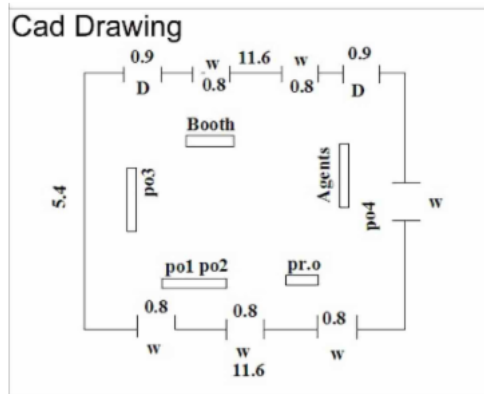 Cad Drawing
0.9 w 11.6 w 0.9
D 0.8 0.8 D
Booth
5.4 po3 Agents po4 w
po1 po2 pr.o
0.8 0.8 0.8
w w w
11.6